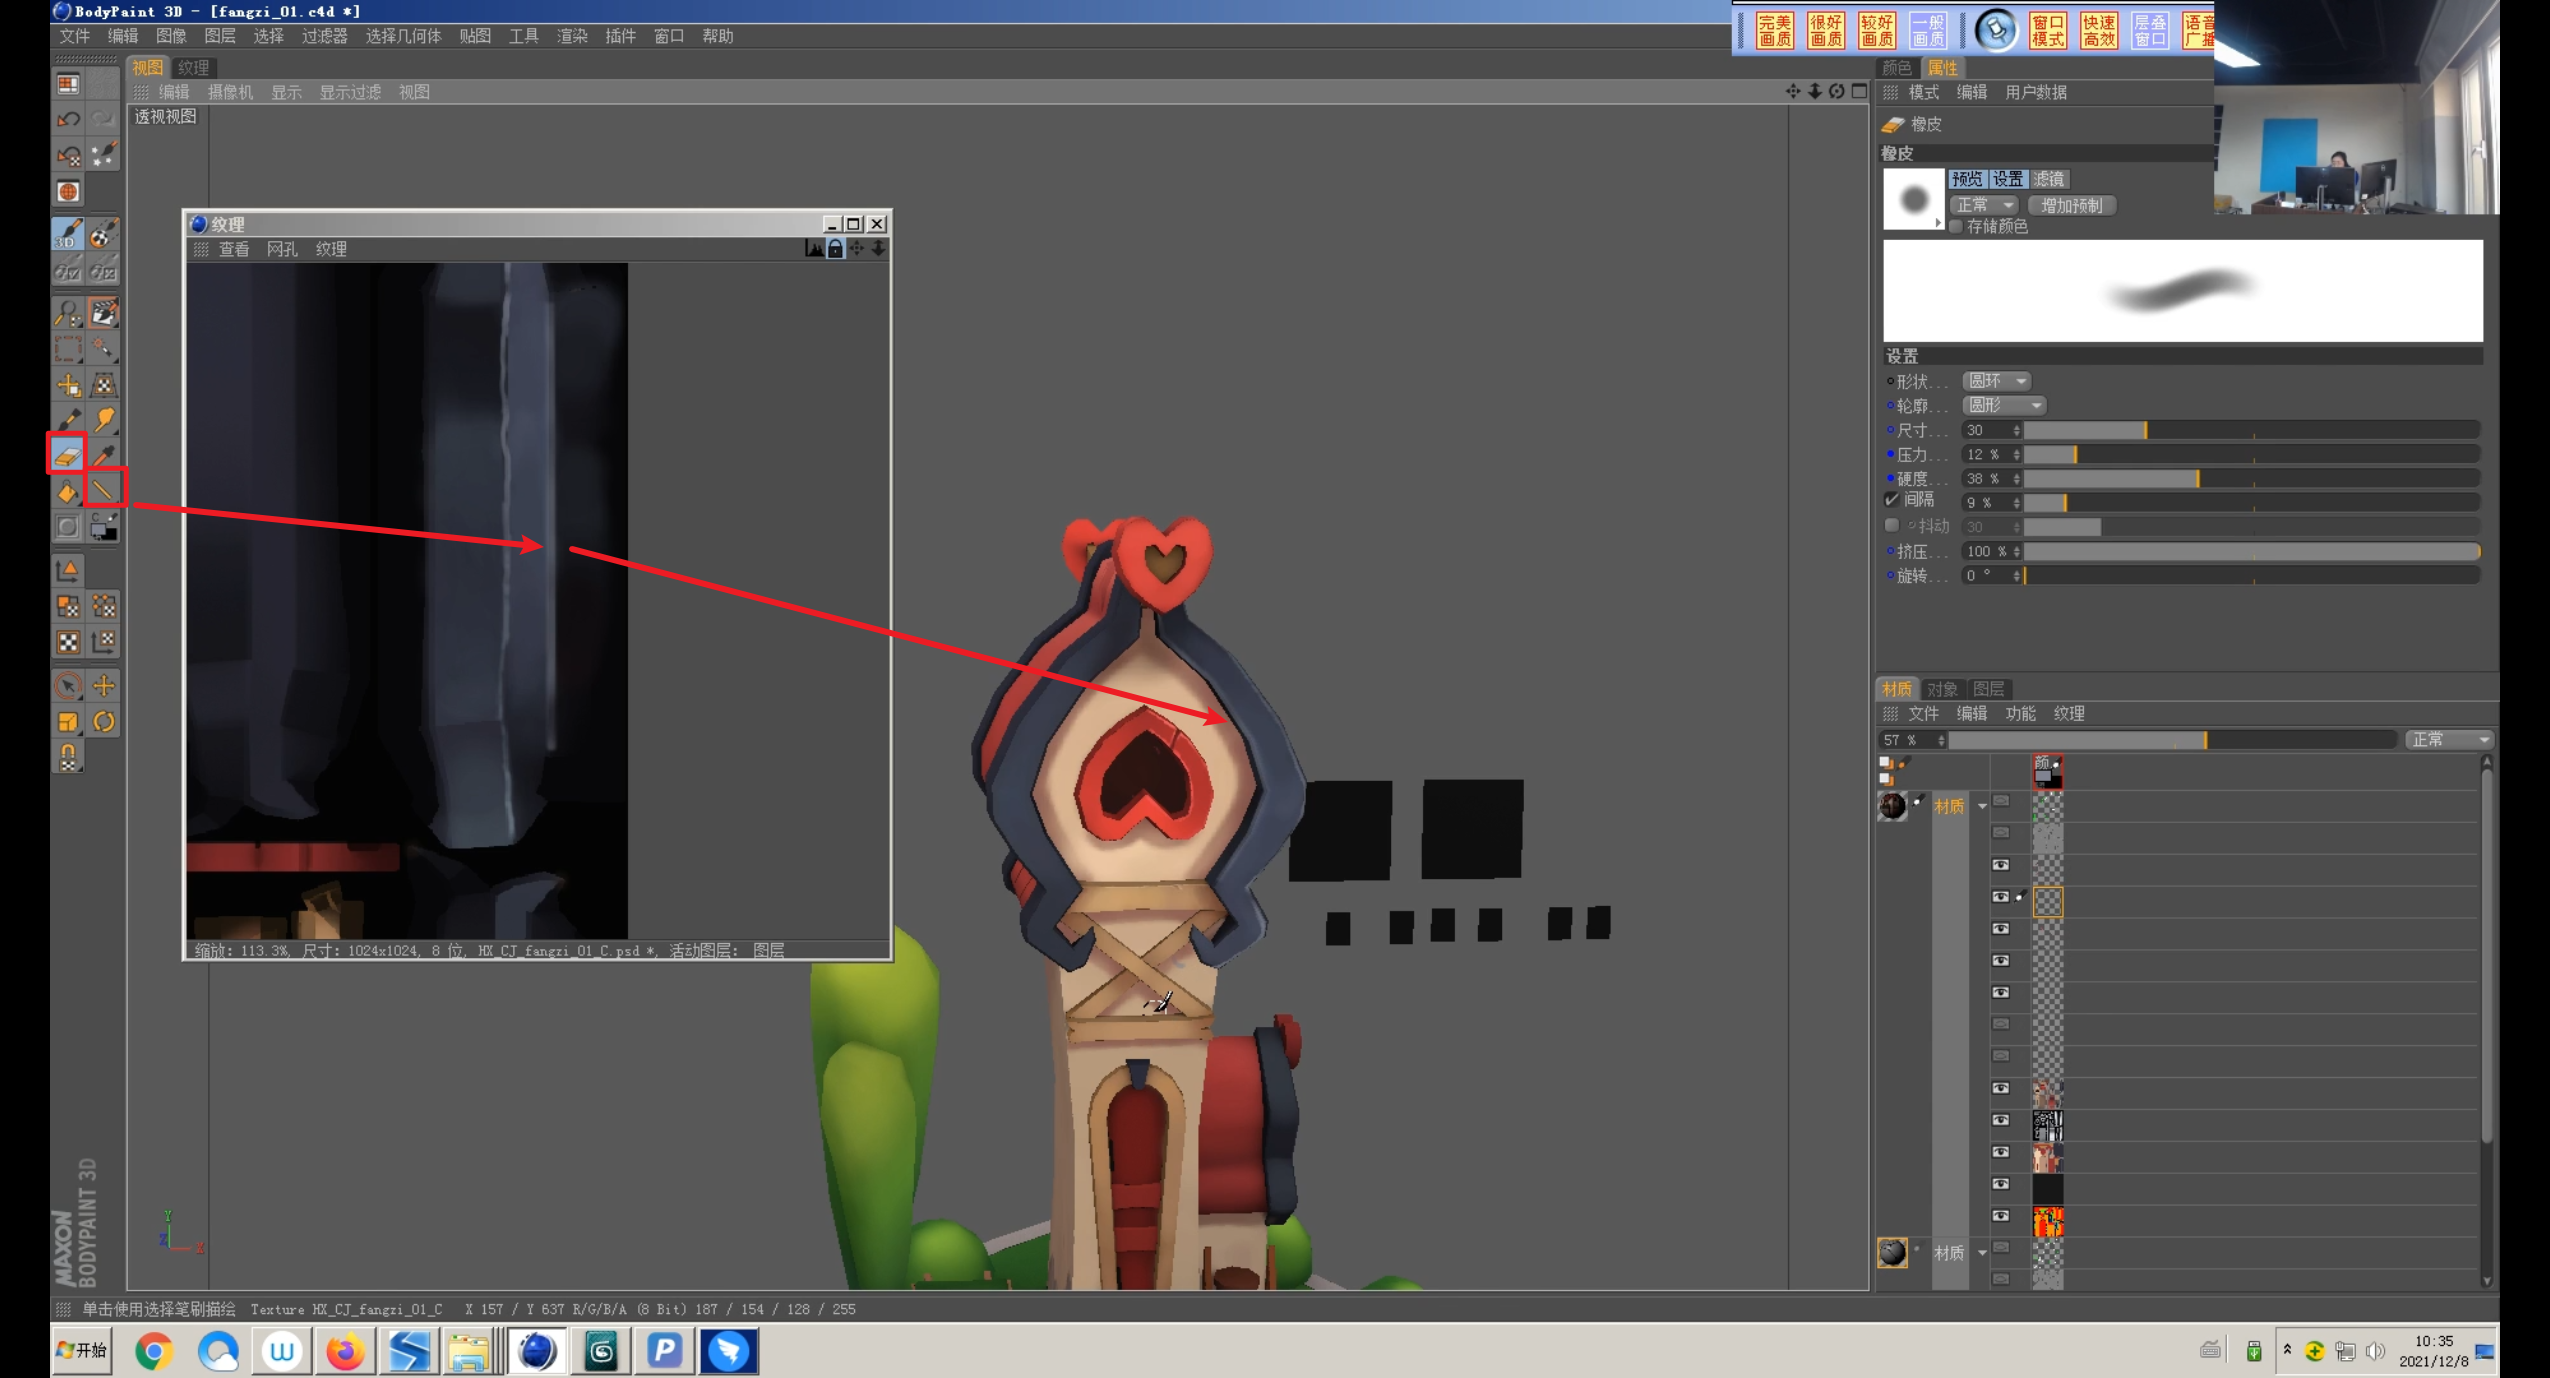 BodyPaint 3D - [fangzi_01.c4d *]
文件 编辑 图像 图层 选择 过滤器 选择几何体 贴图 工具 渲染 插件 窗口 帮助
完美画质 很好画质 较好画质 一般画质 窗口模式 快速高效 层叠窗口 语音广播
视图 纹理
编辑 摄像机 显示 显示过滤 视图
透视视图
纹理
查看 网孔 纹理
缩放: 113.3%, 尺寸: 1024x1024, 8 位, HX_CJ_fangzi_01_C.psd *, 活动图层: 图层
颜色 属性
模式 编辑 用户数据
橡皮
橡皮
预览 设置 滤镜
正常 增加预制
存储颜色
设置
形状... 圆环
轮廓... 圆形
尺寸... 30
压力... 12 %
硬度... 38 %
间隔 9 %
抖动 30
挤压... 100 %
旋转... 0 °
材质 对象 图层
文件 编辑 功能 纹理
57 % 正常
颜.
材质
材质
3D
C
Y
Z X
MAXON
BODYPAINT 3D
单击使用选择笔刷描绘 Texture HX_CJ_fangzi_01_C X 157 / Y 637 R/G/B/A (8 Bit) 187 / 154 / 128 / 255
开始
10:35
2021/12/8